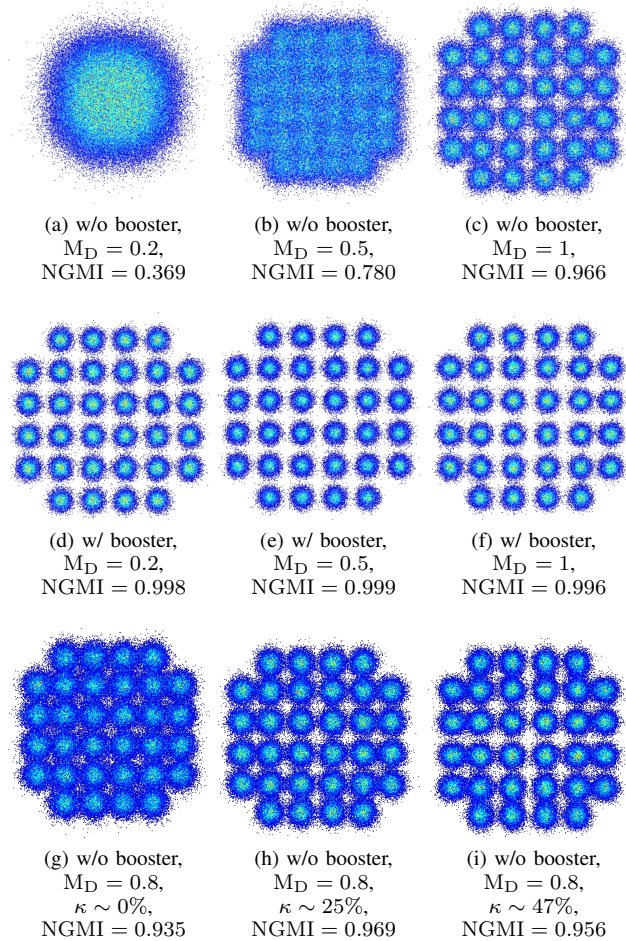 (a) w/o booster,
M_D = 0.2,
NGMI = 0.369
(b) w/o booster,
M_D = 0.5,
NGMI = 0.780
(c) w/o booster,
M_D = 1,
NGMI = 0.966
(d) w/ booster,
M_D = 0.2,
NGMI = 0.998
(e) w/ booster,
M_D = 0.5,
NGMI = 0.999
(f) w/ booster,
M_D = 1,
NGMI = 0.996
(g) w/o booster,
M_D = 0.8,
κ ∼ 0%,
NGMI = 0.935
(h) w/o booster,
M_D = 0.8,
κ ∼ 25%,
NGMI = 0.969
(i) w/o booster,
M_D = 0.8,
κ ∼ 47%,
NGMI = 0.956